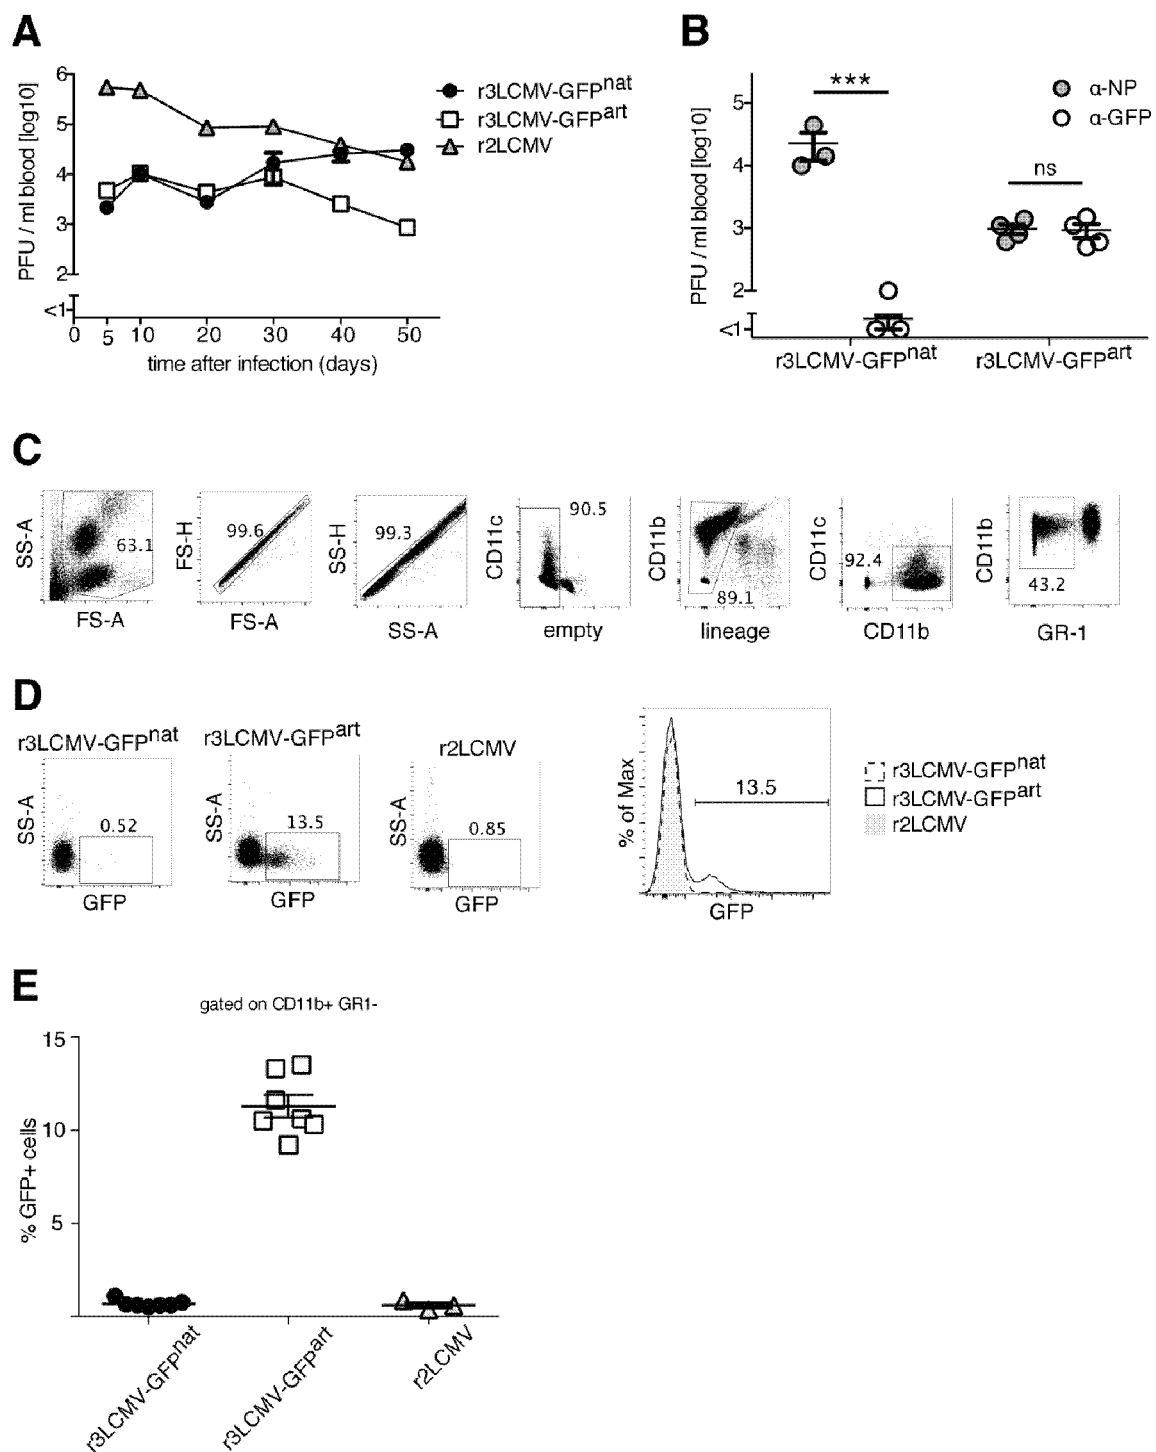 A
PFU / ml blood [log10]
6
5
4
3
2
<1
0 5 10 20 30 40 50
time after infection (days)
r3LCMV-GFPnat
r3LCMV-GFPart
r2LCMV
B
PFU / ml blood [log10]
5
4
3
2
<1
***
ns
α-NP
α-GFP
r3LCMV-GFPnat
r3LCMV-GFPart
C
SS-A
63.1
FS-A
FS-H
99.6
FS-A
SS-H
99.3
SS-A
CD11c
90.5
empty
CD11b
89.1
lineage
CD11c
92.4
CD11b
CD11b
43.2
GR-1
D
r3LCMV-GFPnat
SS-A
0.52
GFP
r3LCMV-GFPart
SS-A
13.5
GFP
r2LCMV
SS-A
0.85
GFP
% of Max
13.5
GFP
r3LCMV-GFPnat
r3LCMV-GFPart
r2LCMV
E
gated on CD11b+ GR1-
% GFP+ cells
15
10
5
r3LCMV-GFPnat
r3LCMV-GFPart
r2LCMV